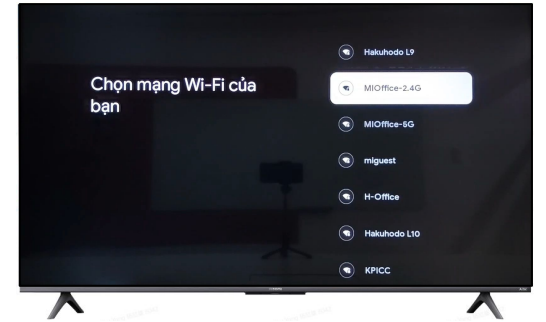 Chọn mạng Wi-Fi của
bạn
Hakuhodo L9
MIOffice-2.4G
MIOffice-5G
miguest
H-Office
Hakuhodo L10
KPICC